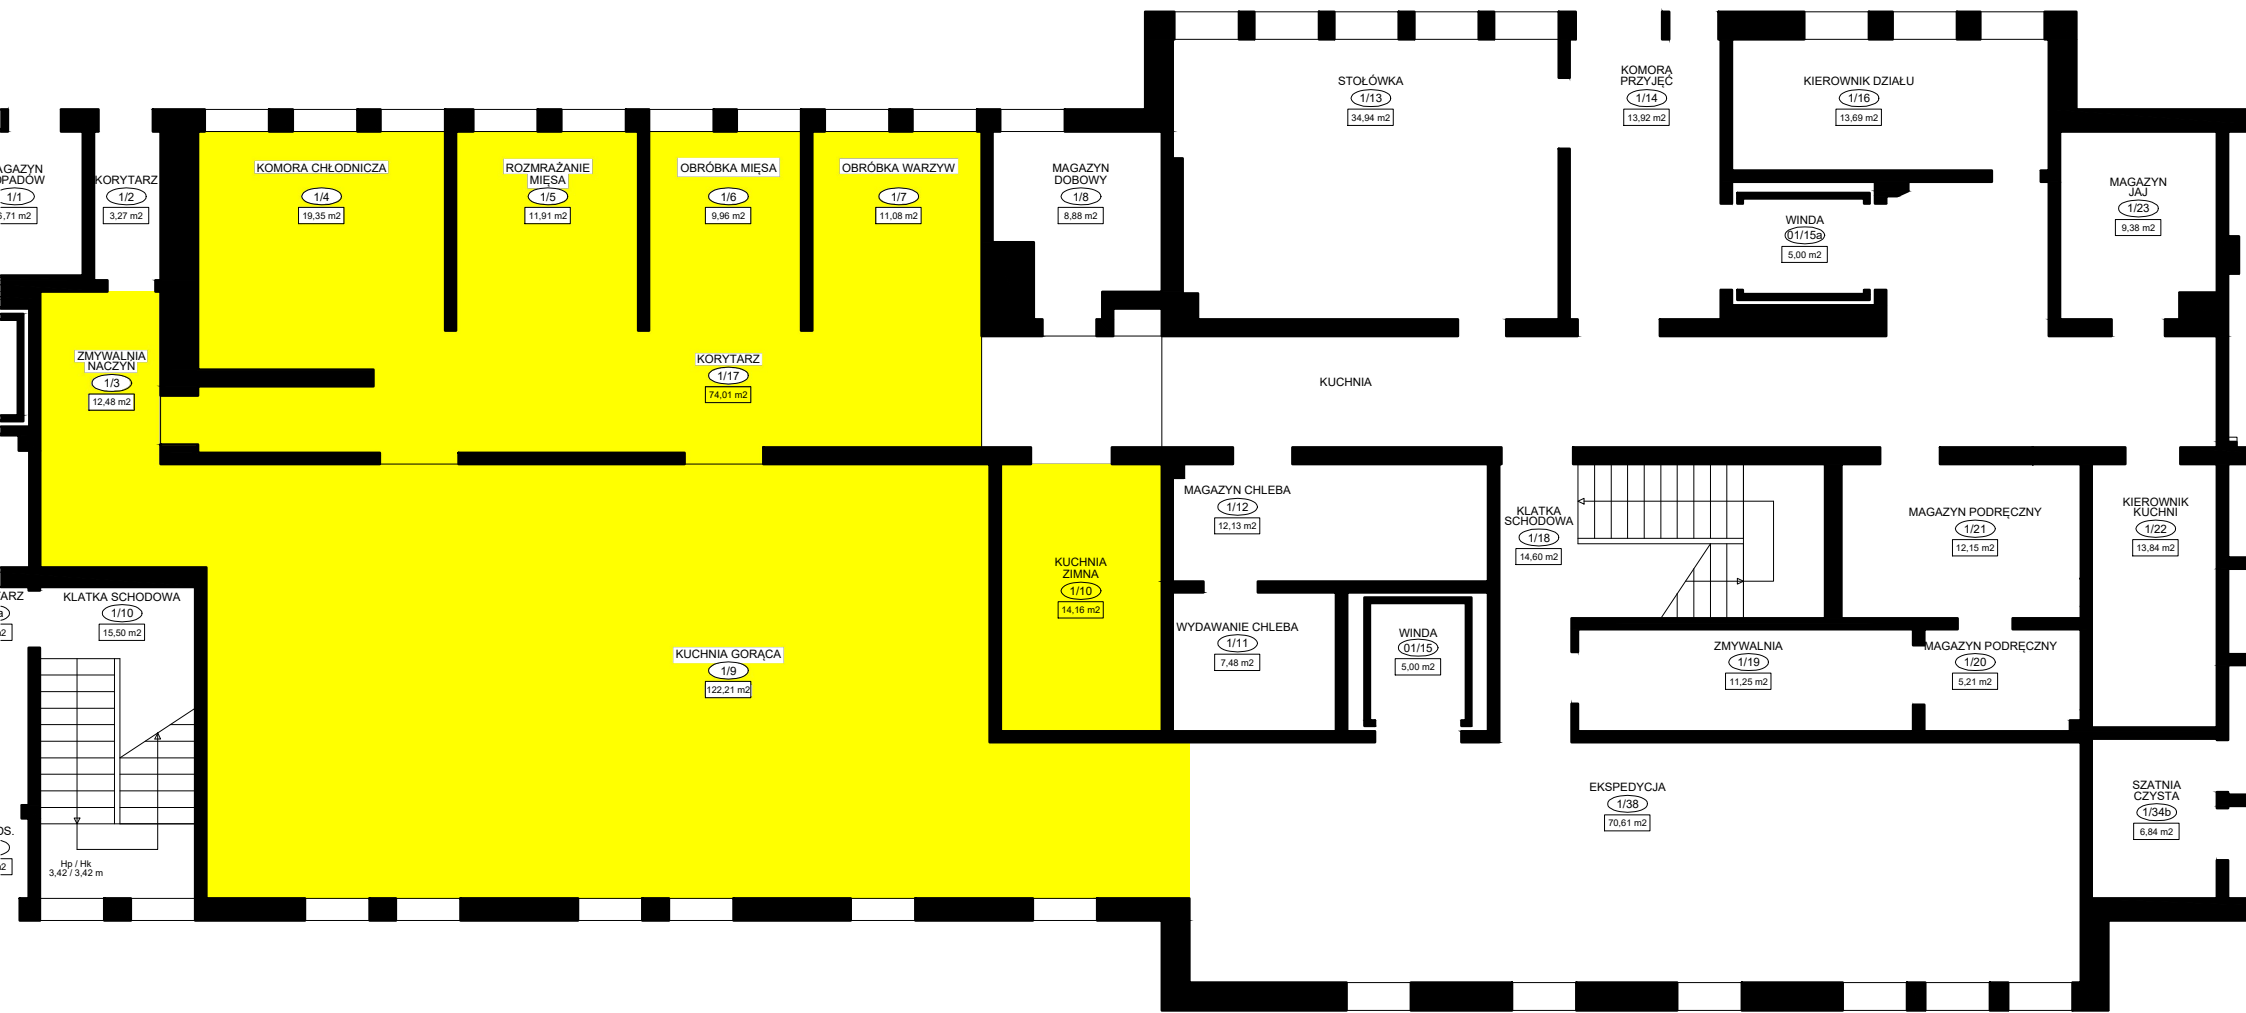 STOŁÓWKA
1/13
34,94 m2
KOMORA
PRZYJĘĆ
1/14
13,92 m2
KIEROWNIK DZIAŁU
1/16
13,69 m2
1/1
KORYTARZ
1/2
3,27 m2
KOMORA CHŁODNICZA
1/4
19,35 m2
ROZMRAŻANIE
MIĘSA
1/5
11,91 m2
OBRÓBKA MIĘSA
1/6
9,96 m2
OBRÓBKA WARZYW
1/7
11,08 m2
MAGAZYN
DOBOWY
1/8
8,88 m2
MAGAZYN
JAJ
1/23
9,38 m2
WINDA
01/15a
5,00 m2
ZMYWALNIA
NACZYŃ
1/3
12,48 m2
KORYTARZ
1/17
74,01 m2
KUCHNIA
MAGAZYN CHLEBA
1/12
12,13 m2
KLATKA
SCHODOWA
1/18
14,60 m2
MAGAZYN PODRĘCZNY
1/21
12,15 m2
KIEROWNIK
KUCHNI
1/22
13,84 m2
KUCHNIA
ZIMNA
1/10
14,16 m2
KLATKA SCHODOWA
1/10
15,50 m2
KUCHNIA GORĄCA
1/9
122,21 m2
WYDAWANIE CHLEBA
1/11
7,48 m2
WINDA
01/15
5,00 m2
ZMYWALNIA
1/19
11,25 m2
MAGAZYN PODRĘCZNY
1/20
5,21 m2
EKSPEDYCJA
1/38
70,61 m2
SZATNIA
CZYSTA
1/34b
6,84 m2
Hp / Hk
3,42 / 3,42 m